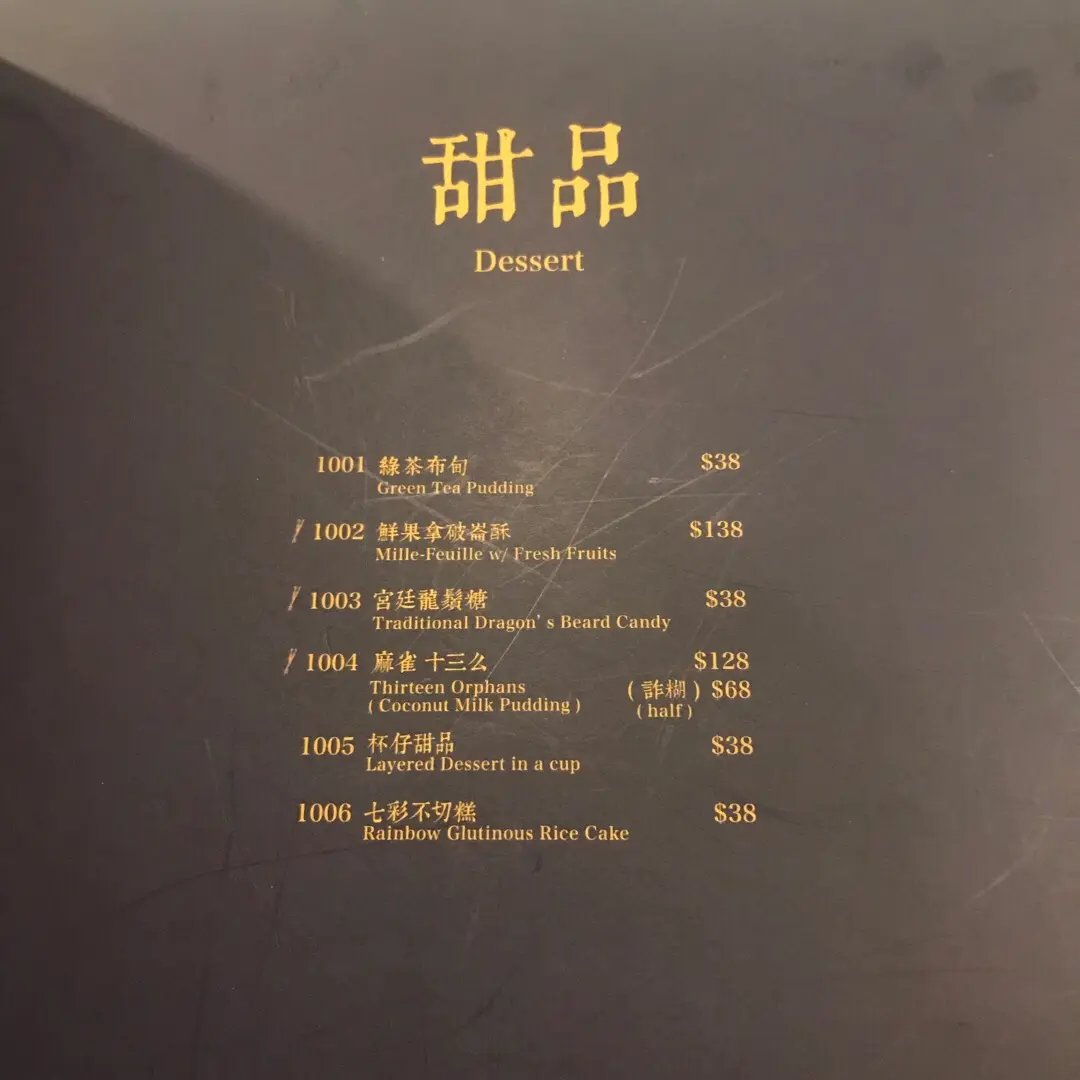 甜品
Dessert
1001 綠茶布甸 $38
Green Tea Pudding
1002 鮮果拿破崙酥 $138
Mille-Feuille w/ Fresh Fruits
1003 宮廷龍鬚糖 $38
Traditional Dragon's Beard Candy
1004 麻雀十三么 $128
Thirteen Orphans (詐糊) $68
(Coconut Milk Pudding) (half)
1005 杯仔甜品 $38
Layered Dessert in a cup
1006 七彩不切糕 $38
Rainbow Glutinous Rice Cake